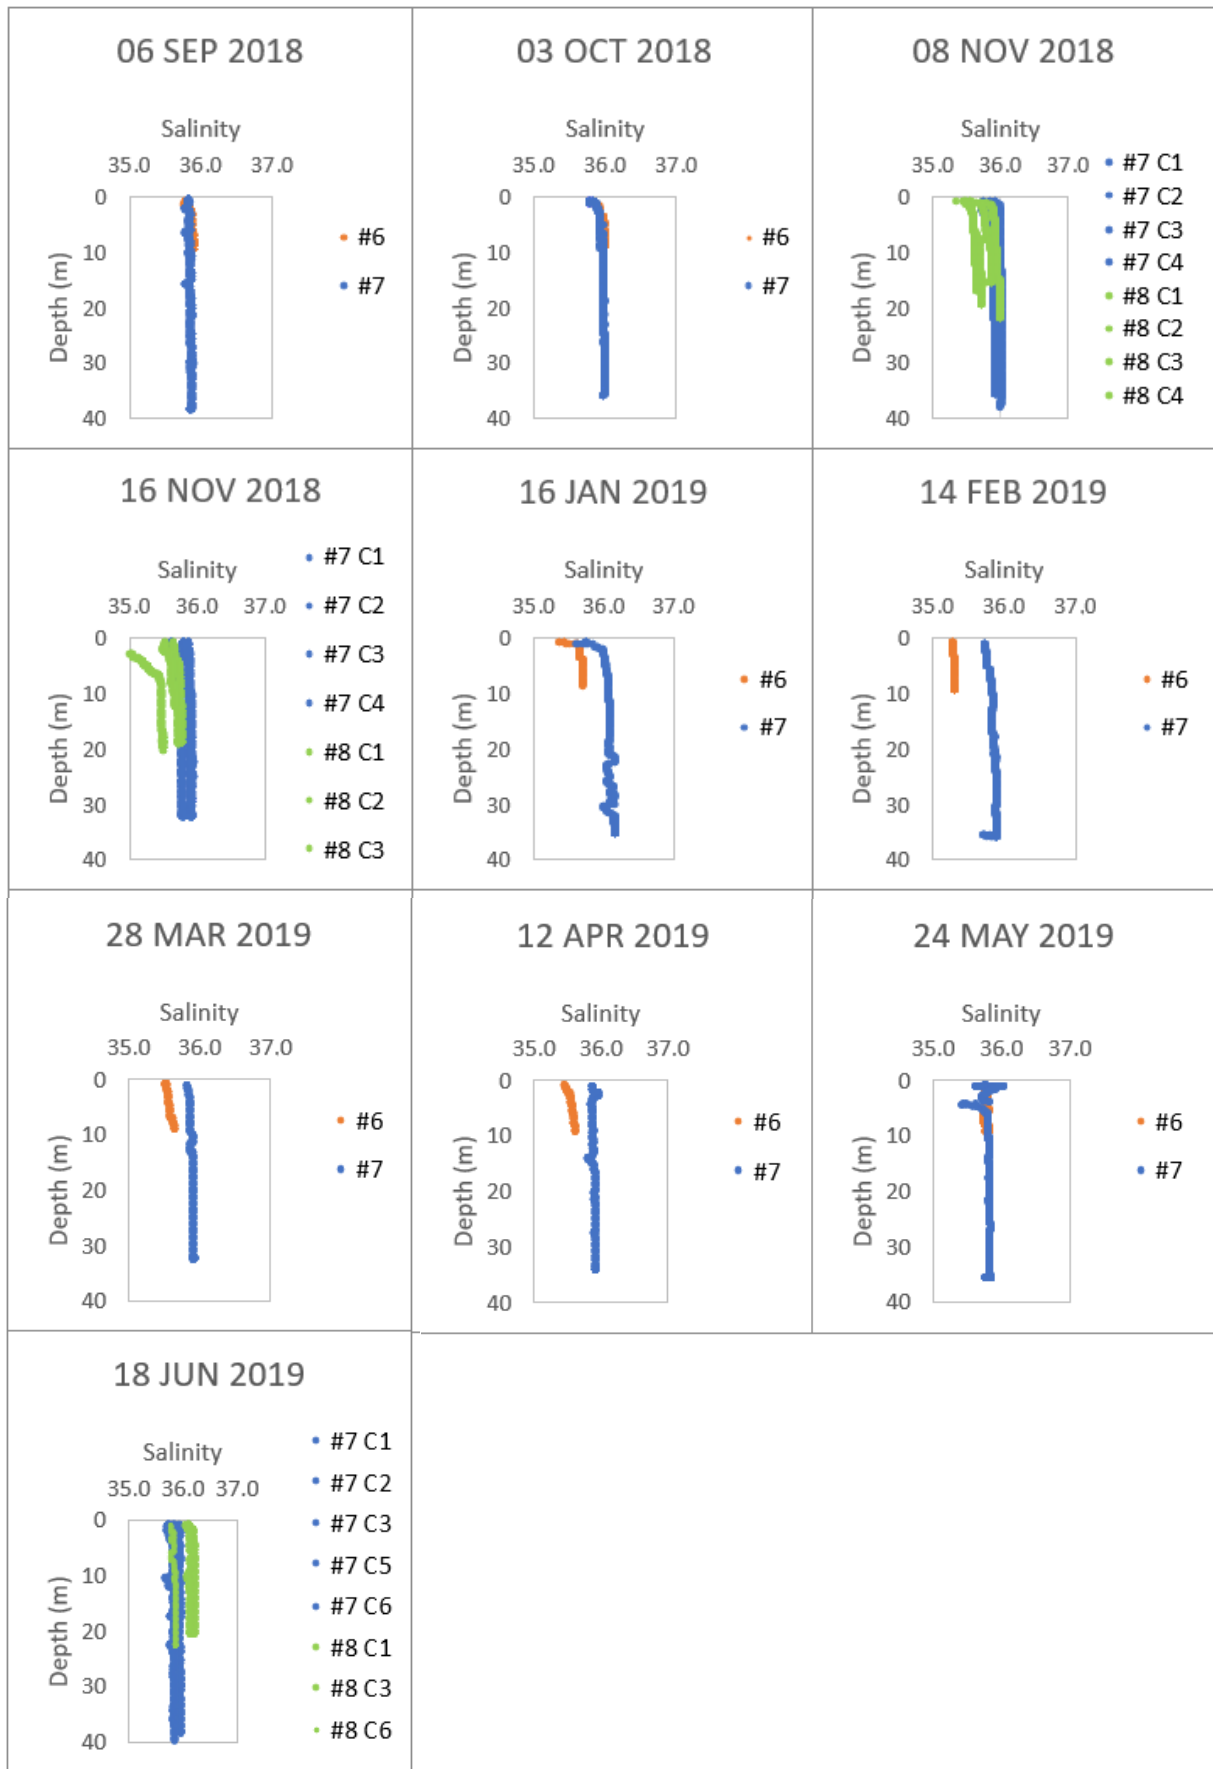 06 SEP 2018
Salinity
35.0 36.0 37.0
0
10
20
30
40
Depth (m)
#6
#7
03 OCT 2018
Salinity
35.0 36.0 37.0
0
10
20
30
40
Depth (m)
#6
#7
08 NOV 2018
Salinity
35.0 36.0 37.0
0
10
20
30
40
Depth (m)
#7 C1
#7 C2
#7 C3
#7 C4
#8 C1
#8 C2
#8 C3
#8 C4
16 NOV 2018
Salinity
35.0 36.0 37.0
0
10
20
30
40
Depth (m)
#7 C1
#7 C2
#7 C3
#7 C4
#8 C1
#8 C2
#8 C3
16 JAN 2019
Salinity
35.0 36.0 37.0
0
10
20
30
40
Depth (m)
#6
#7
14 FEB 2019
Salinity
35.0 36.0 37.0
0
10
20
30
40
Depth (m)
#6
#7
28 MAR 2019
Salinity
35.0 36.0 37.0
0
10
20
30
40
Depth (m)
#6
#7
12 APR 2019
Salinity
35.0 36.0 37.0
0
10
20
30
40
Depth (m)
#6
#7
24 MAY 2019
Salinity
35.0 36.0 37.0
0
10
20
30
40
Depth (m)
#6
#7
18 JUN 2019
Salinity
35.0 36.0 37.0
0
10
20
30
40
Depth (m)
#7 C1
#7 C2
#7 C3
#7 C5
#7 C6
#8 C1
#8 C3
#8 C6